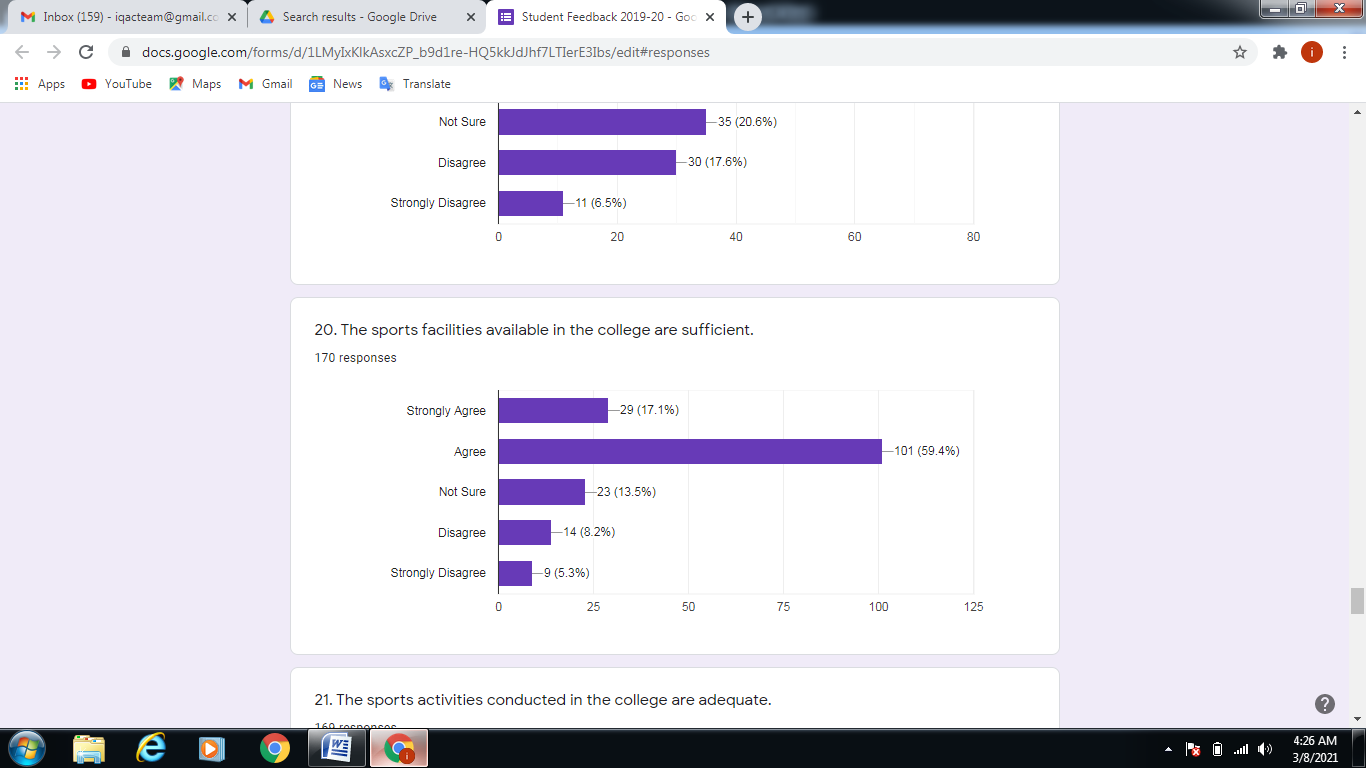 Inbox (159) - iqacteam@gmail.co
Search results - Google Drive
Student Feedback 2019-20 - Goo
docs.google.com/forms/d/1LMyIxKlkAsxcZP_b9d1re-HQ5kkJdJhf7LTIerE3Ibs/edit#responses
i
Apps YouTube Maps Gmail News Translate
Not Sure 35 (20.6%)
Disagree 30 (17.6%)
Strongly Disagree 11 (6.5%)
0 20 40 60 80
20. The sports facilities available in the college are sufficient.
170 responses
Strongly Agree 29 (17.1%)
Agree 101 (59.4%)
Not Sure 23 (13.5%)
Disagree 14 (8.2%)
Strongly Disagree 9 (5.3%)
0 25 50 75 100 125
21. The sports activities conducted in the college are adequate.
169 responses
4:26 AM
3/8/2021